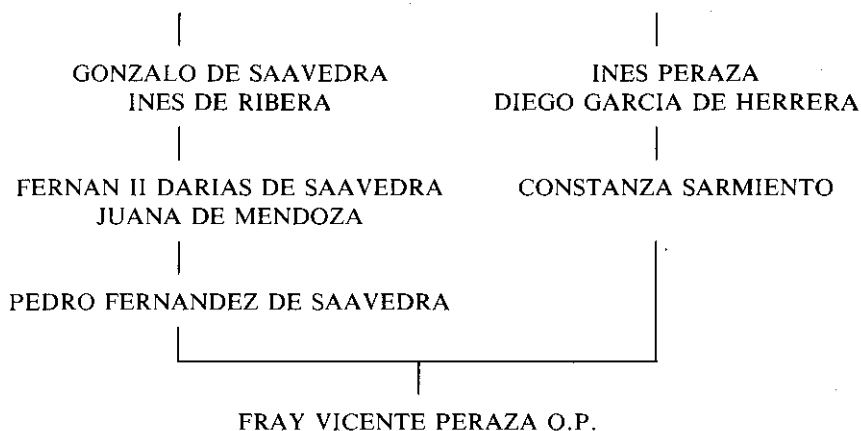 GONZALO DE SAAVEDRA
INES DE RIBERA
INES PERAZA
DIEGO GARCIA DE HERRERA
FERNAN II DARIAS DE SAAVEDRA
JUANA DE MENDOZA
CONSTANZA SARMIENTO
PEDRO FERNANDEZ DE SAAVEDRA
FRAY VICENTE PERAZA O.P.